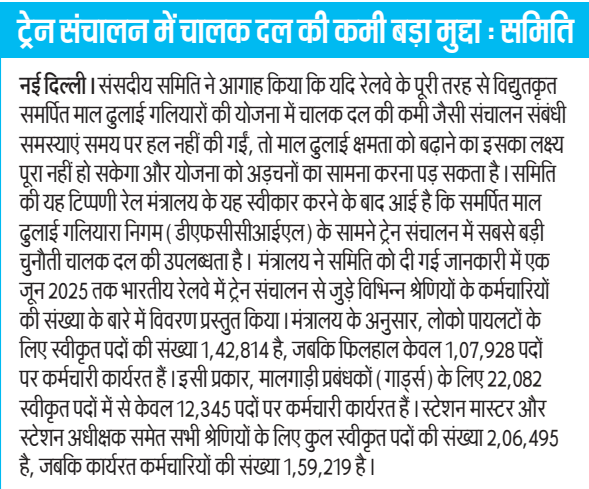 ट्रेन संचालन में चालक दल की कमी बड़ा मुद्दा : समिति
नई दिल्ली। संसदीय समिति ने आगाह किया कि यदि रेलवे के पूरी तरह से विद्युतकृत
समर्पित माल ढुलाई गलियारों की योजना में चालक दल की कमी जैसी संचालन संबंधी
समस्याएं समय पर हल नहीं की गईं, तो माल ढुलाई क्षमता को बढ़ाने का इसका लक्ष्य
पूरा नहीं हो सकेगा और योजना को अड़चनों का सामना करना पड़ सकता है। समिति
की यह टिप्पणी रेल मंत्रालय के यह स्वीकार करने के बाद आई है कि समर्पित माल
ढुलाई गलियारा निगम (डीएफसीसीआईएल) के सामने ट्रेन संचालन में सबसे बड़ी
चुनौती चालक दल की उपलब्धता है। मंत्रालय ने समिति को दी गई जानकारी में एक
जून 2025 तक भारतीय रेलवे में ट्रेन संचालन से जुड़े विभिन्न श्रेणियों के कर्मचारियों
की संख्या के बारे में विवरण प्रस्तुत किया। मंत्रालय के अनुसार, लोको पायलटों के
लिए स्वीकृत पदों की संख्या 1,42,814 है, जबकि फिलहाल केवल 1,07,928 पदों
पर कर्मचारी कार्यरत हैं। इसी प्रकार, मालगाड़ी प्रबंधकों (गार्ड्स) के लिए 22,082
स्वीकृत पदों में से केवल 12,345 पदों पर कर्मचारी कार्यरत हैं। स्टेशन मास्टर और
स्टेशन अधीक्षक समेत सभी श्रेणियों के लिए कुल स्वीकृत पदों की संख्या 2,06,495
है, जबकि कार्यरत कर्मचारियों की संख्या 1,59,219 है।